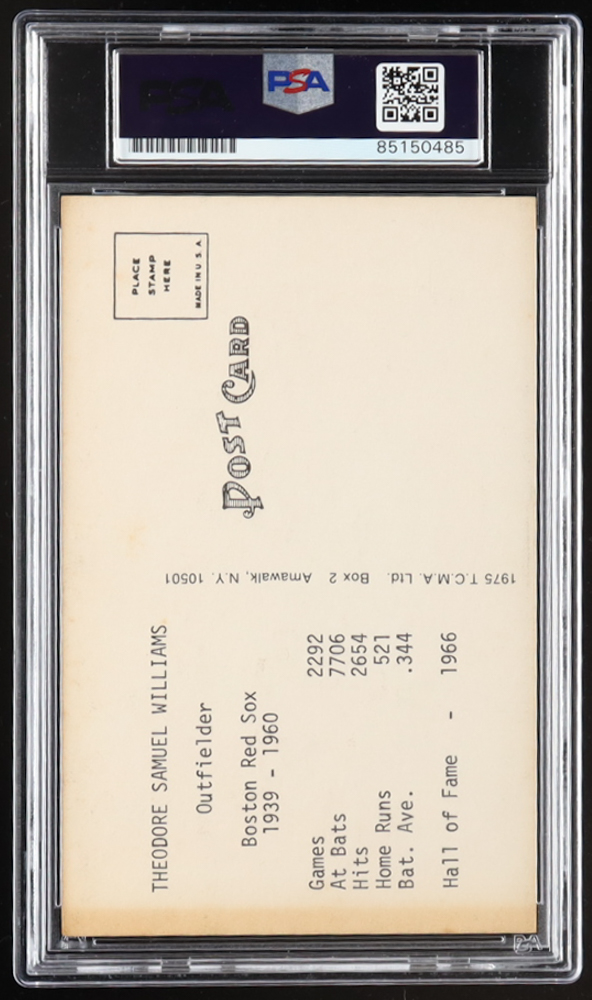 PSA
PSA
85150485
PLACE
STAMP
HERE
MADE IN U.S.A.
POST CARD
1975 T.C.M.A. Ltd. Box 2 Amawalk, N.Y. 10501
THEODORE SAMUEL WILLIAMS
Outfielder
Boston Red Sox
1939 - 1960
Games 2292
At Bats 7706
Hits 2654
Home Runs 521
Bat. Ave. .344
Hall of Fame - 1966
PSA